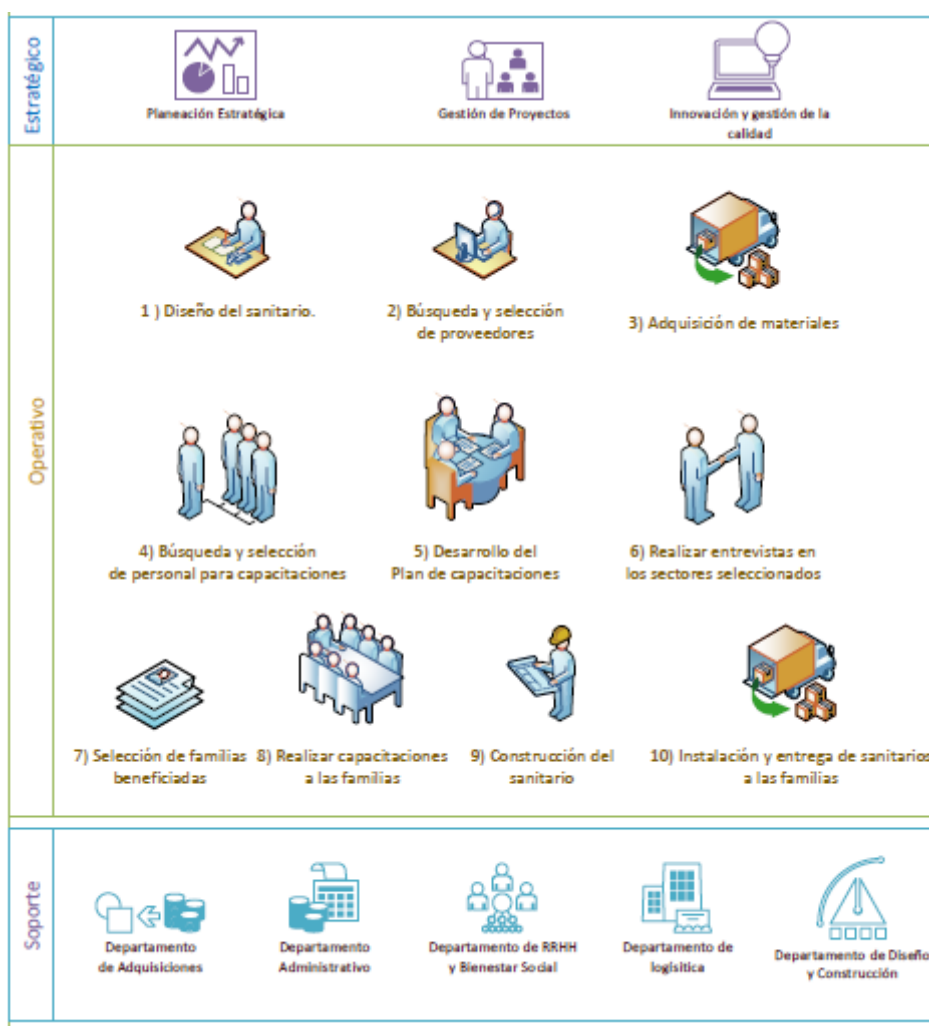 Estratégico
Planeación Estratégica
Gestión de Proyectos
Innovación y gestión de la
calidad
Operativo
1 ) Diseño del sanitario.
2) Búsqueda y selección
de proveedores
3) Adquisición de materiales
4) Búsqueda y selección
de personal para capacitaciones
5) Desarrollo del
Plan de capacitaciones
6) Realizar entrevistas en
los sectores seleccionados
7) Selección de familias
beneficiadas
8) Realizar capacitaciones
a las familias
9) Construcción del
sanitario
10) Instalación y entrega de sanitarios
a las familias
Soporte
Departamento
de Adquisiciones
Departamento
Administrativo
Departamento de RRHH
y Bienestar Social
Departamento de
logisitica
Departamento de Diseño
y Construcción